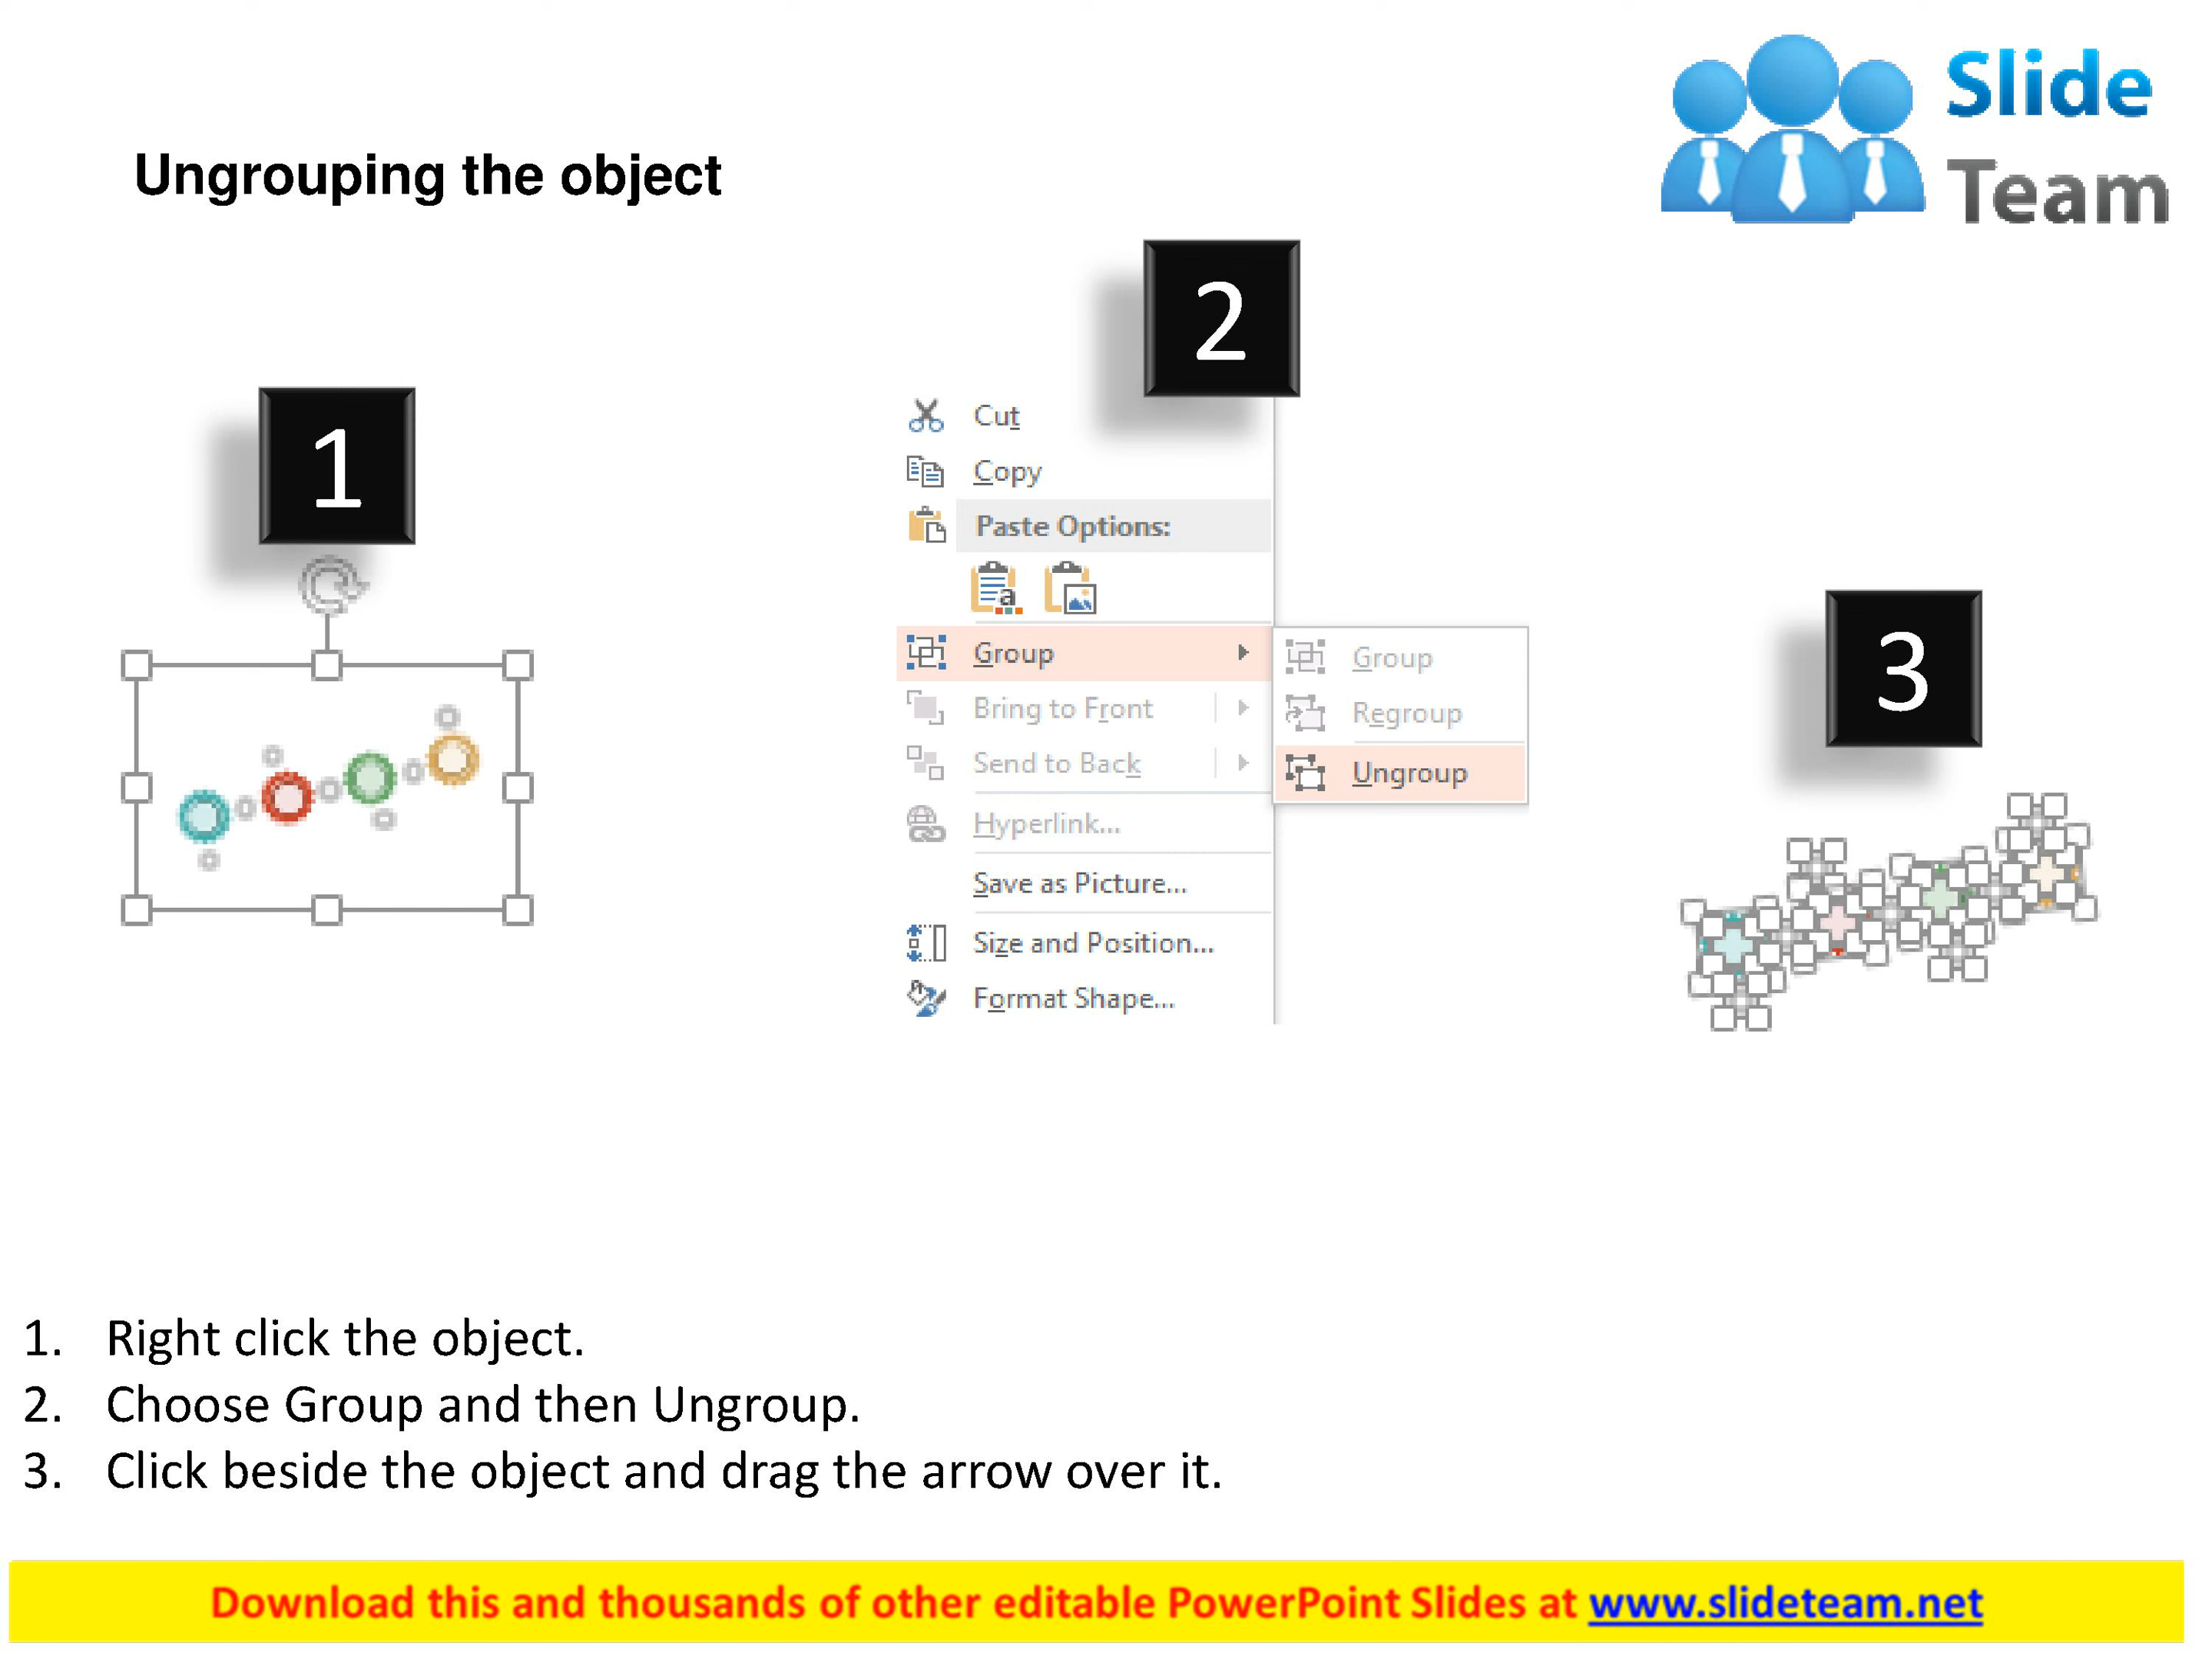 Slide
Team
Ungrouping the object
2
1
Cut
Copy
Paste Options:
a
Group
Group
3
Bring to Front
Regroup
Send to Back
Ungroup
Hyperlink...
Save as Picture...
Size and Position...
Format Shape...
1. Right click the object.
2. Choose Group and then Ungroup.
3. Click beside the object and drag the arrow over it.
Download this and thousands of other editable PowerPoint Slides at www.slideteam.net